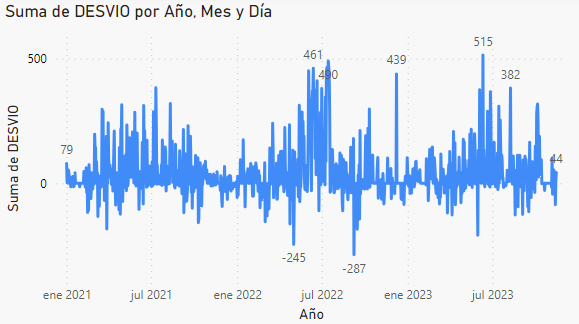 Suma de DESVIO por Año, Mes y Día
500
0
Suma de DESVIO
79
461
490
439
515
382
44
-245
-287
ene 2021
jul 2021
ene 2022
jul 2022
ene 2023
jul 2023
Año